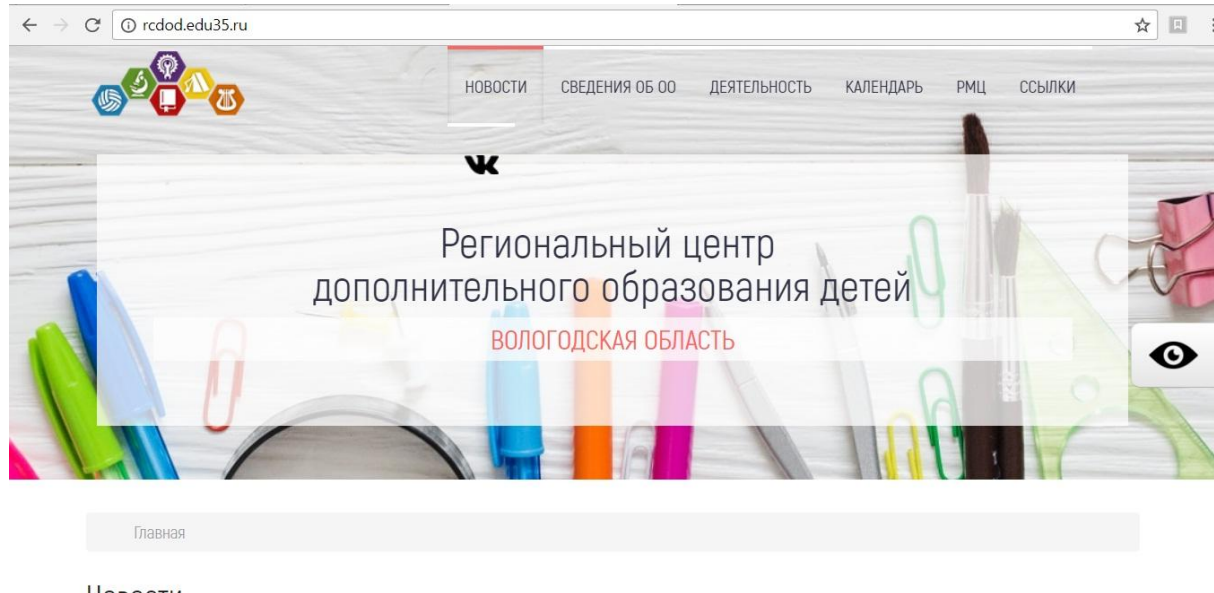 rcdod.edu35.ru
НОВОСТИ СВЕДЕНИЯ ОБ ОО ДЕЯТЕЛЬНОСТЬ КАЛЕНДАРЬ РМЦ ССЫЛКИ
Региональный центр
дополнительного образования детей
ВОЛОГОДСКАЯ ОБЛАСТЬ
Главная
Новости